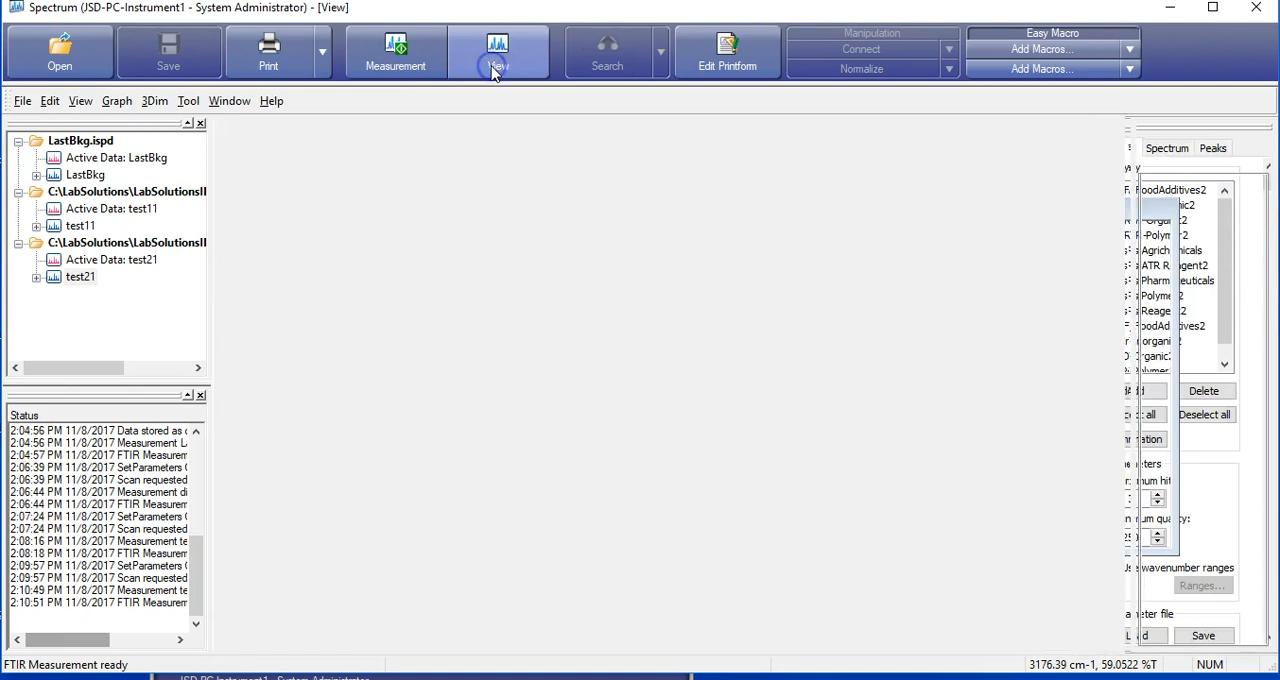 Spectrum (JSD-PC-Instrument1 - System Administrator) - [View]
Open
Save
Print
Measurement
View
Search
Edit Printform
Manipulation
Connect
Normalize
Easy Macro
Add Macros...
Add Macros...
File Edit View Graph 3Dim Tool Window Help
LastBkg.ispd
Active Data: LastBkg
LastBkg
C:\LabSolutions\LabSolutionsI
Active Data: test11
test11
C:\LabSolutions\LabSolutionsI
Active Data: test21
test21
Status
2:04:56 PM 11/8/2017 Data stored as
2:04:56 PM 11/8/2017 Measurement L
2:04:57 PM 11/8/2017 FTIR Measurem
2:06:39 PM 11/8/2017 SetParameters
2:06:39 PM 11/8/2017 Scan requested
2:06:44 PM 11/8/2017 Measurement di
2:06:44 PM 11/8/2017 FTIR Measurem
2:07:24 PM 11/8/2017 SetParameters
2:07:24 PM 11/8/2017 Scan requested
2:08:16 PM 11/8/2017 Measurement te
2:08:18 PM 11/8/2017 FTIR Measurem
2:09:57 PM 11/8/2017 SetParameters
2:09:57 PM 11/8/2017 Scan requested
2:10:49 PM 11/8/2017 Measurement te
2:10:51 PM 11/8/2017 FTIR Measurem
Spectrum Peaks
FoodAdditives2
Delete
Deselect all
wavenumber ranges
Ranges...
Save
FTIR Measurement ready
3176.39 cm-1, 59.0522 %T
NUM
JSD-PC-Instrument1 - System Administrator